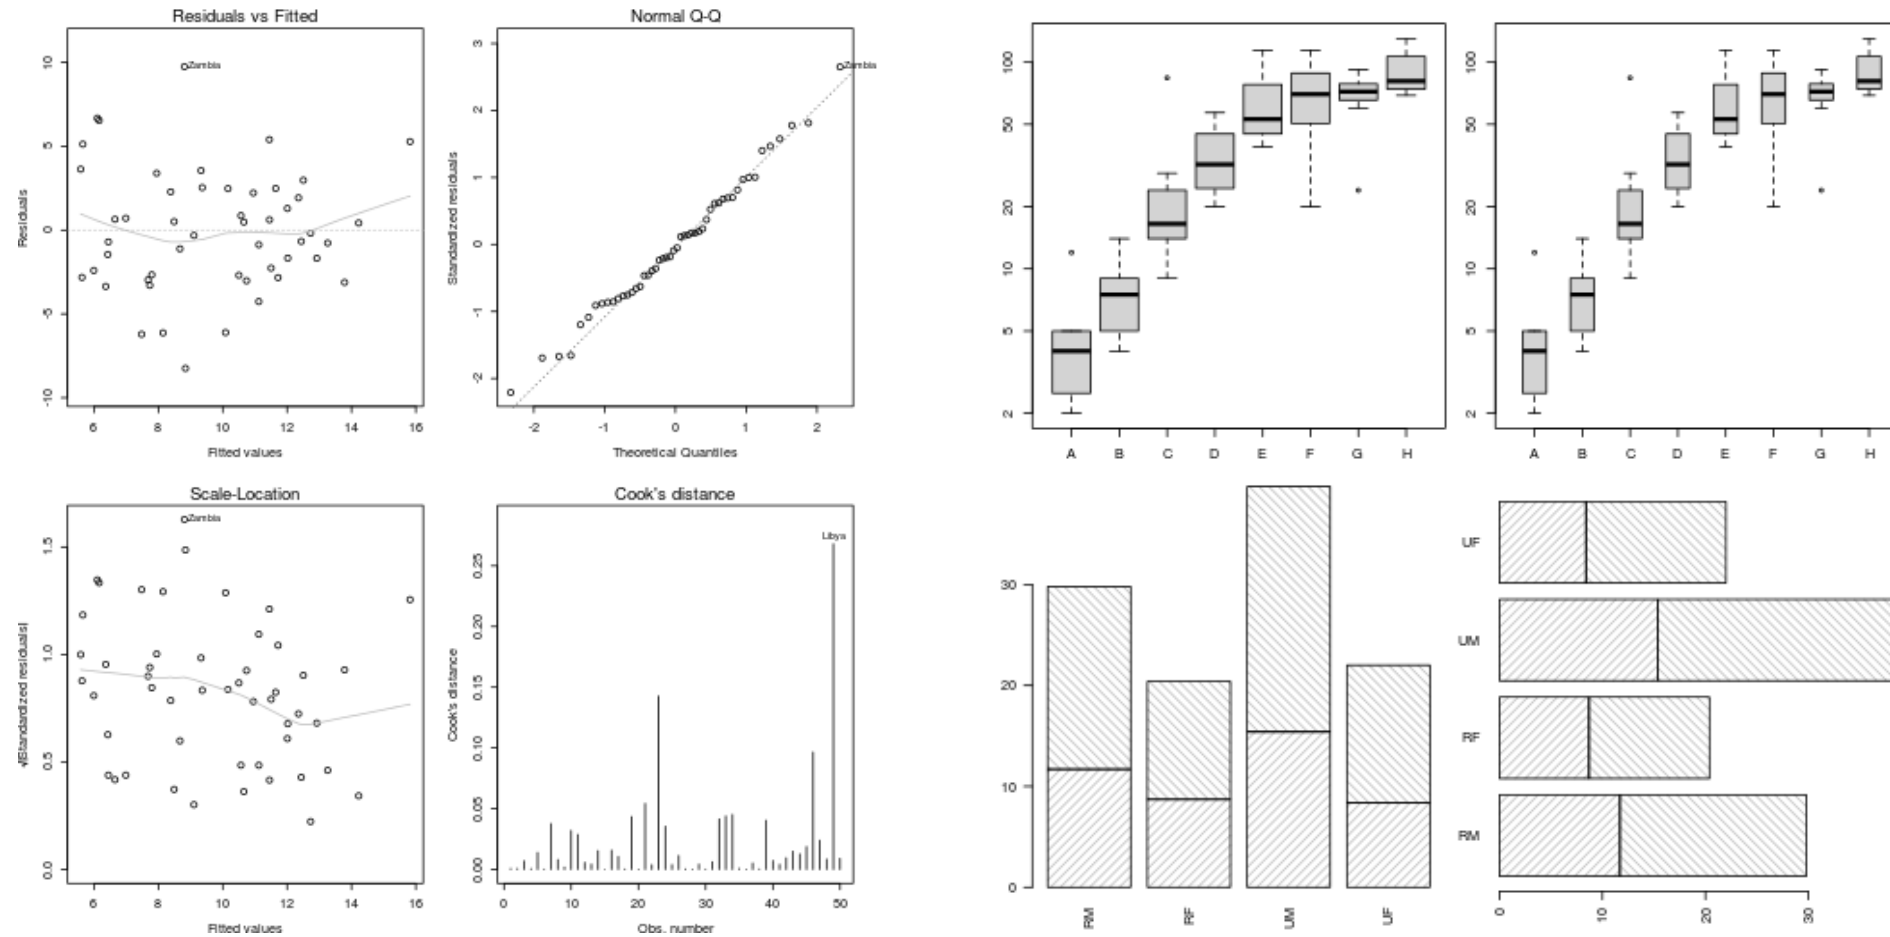 Residuals vs Fitted
Residuals
10
5
0
-5
-10
Zambia
6 8 10 12 14 16
Fitted values
Normal Q-Q
Standardized residuals
3
2
1
0
-1
-2
Zambia
-2 -1 0 1 2
Theoretical Quantiles
100
50
20
10
5
2
A B C D E F G H
100
50
20
10
5
2
A B C D E F G H
Scale-Location
√|Standardized residuals|
1.5
1.0
0.5
0.0
Zambia
6 8 10 12 14 16
Fitted values
Cook's distance
Cook's distance
0.25
0.20
0.15
0.10
0.05
0.00
Libya
0 10 20 30 40 50
Obs. number
30
20
10
0
RM RF UM UF
UF
UM
RF
RM
0 10 20 30